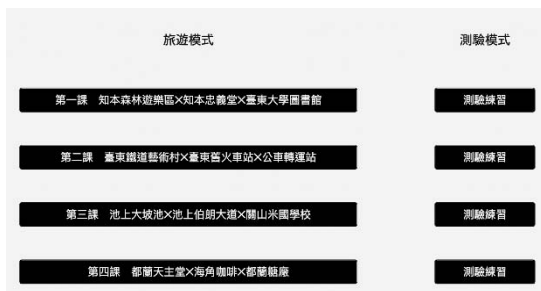 旅遊模式 測驗模式
第一課 知本森林遊樂區×知本忠義堂×臺東大學圖書館 測驗練習
第二課 臺東鐵道藝術村×臺東舊火車站×公車轉運站 測驗練習
第三課 池上大坡池×池上伯朗大道×關山米國學校 測驗練習
第四課 都蘭天主堂×海角咖啡×都蘭糖廠 測驗練習